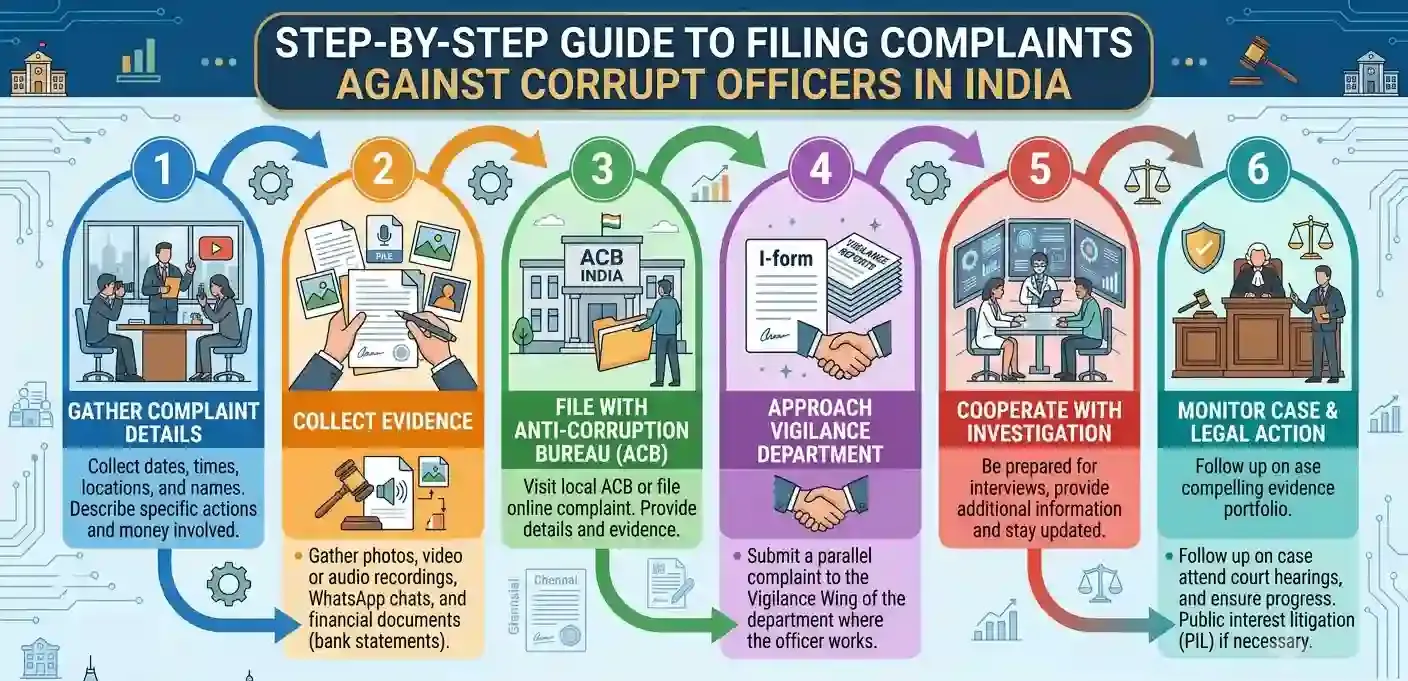 STEP-BY-STEP GUIDE TO FILING COMPLAINTS
AGAINST CORRUPT OFFICERS IN INDIA
1
GATHER COMPLAINT
DETAILS
Collect dates, times,
locations, and names.
Describe specific actions
and money involved.
2
FILE
COLLECT EVIDENCE
• Gather photos, video
or audio recordings,
WhatsApp chats, and
financial documents
(bank statements).
3
ACB
INDIA
FILE WITH
ANTI-CORRUPTION
BUREAU (ACB)
Visit local ACB or file
online complaint. Provide
details and evidence.
Chennai
4
I-form
VIGILANCE
REPORTS
APPROACH
VIGILANCE
DEPARTMENT
• Submit a parallel
complaint to the
Vigilance Wing of the
department where
the officer works.
5
COOPERATE WITH
INVESTIGATION
Be prepared for
interviews, provide
additional information
and stay updated.
6
MONITOR CASE &
LEGAL ACTION
Follow up on ase
compelling evidence
portfolio.
• Follow up on case
attend court hearings,
and ensure progress.
Public interest litigation
(PIL) if necessary.